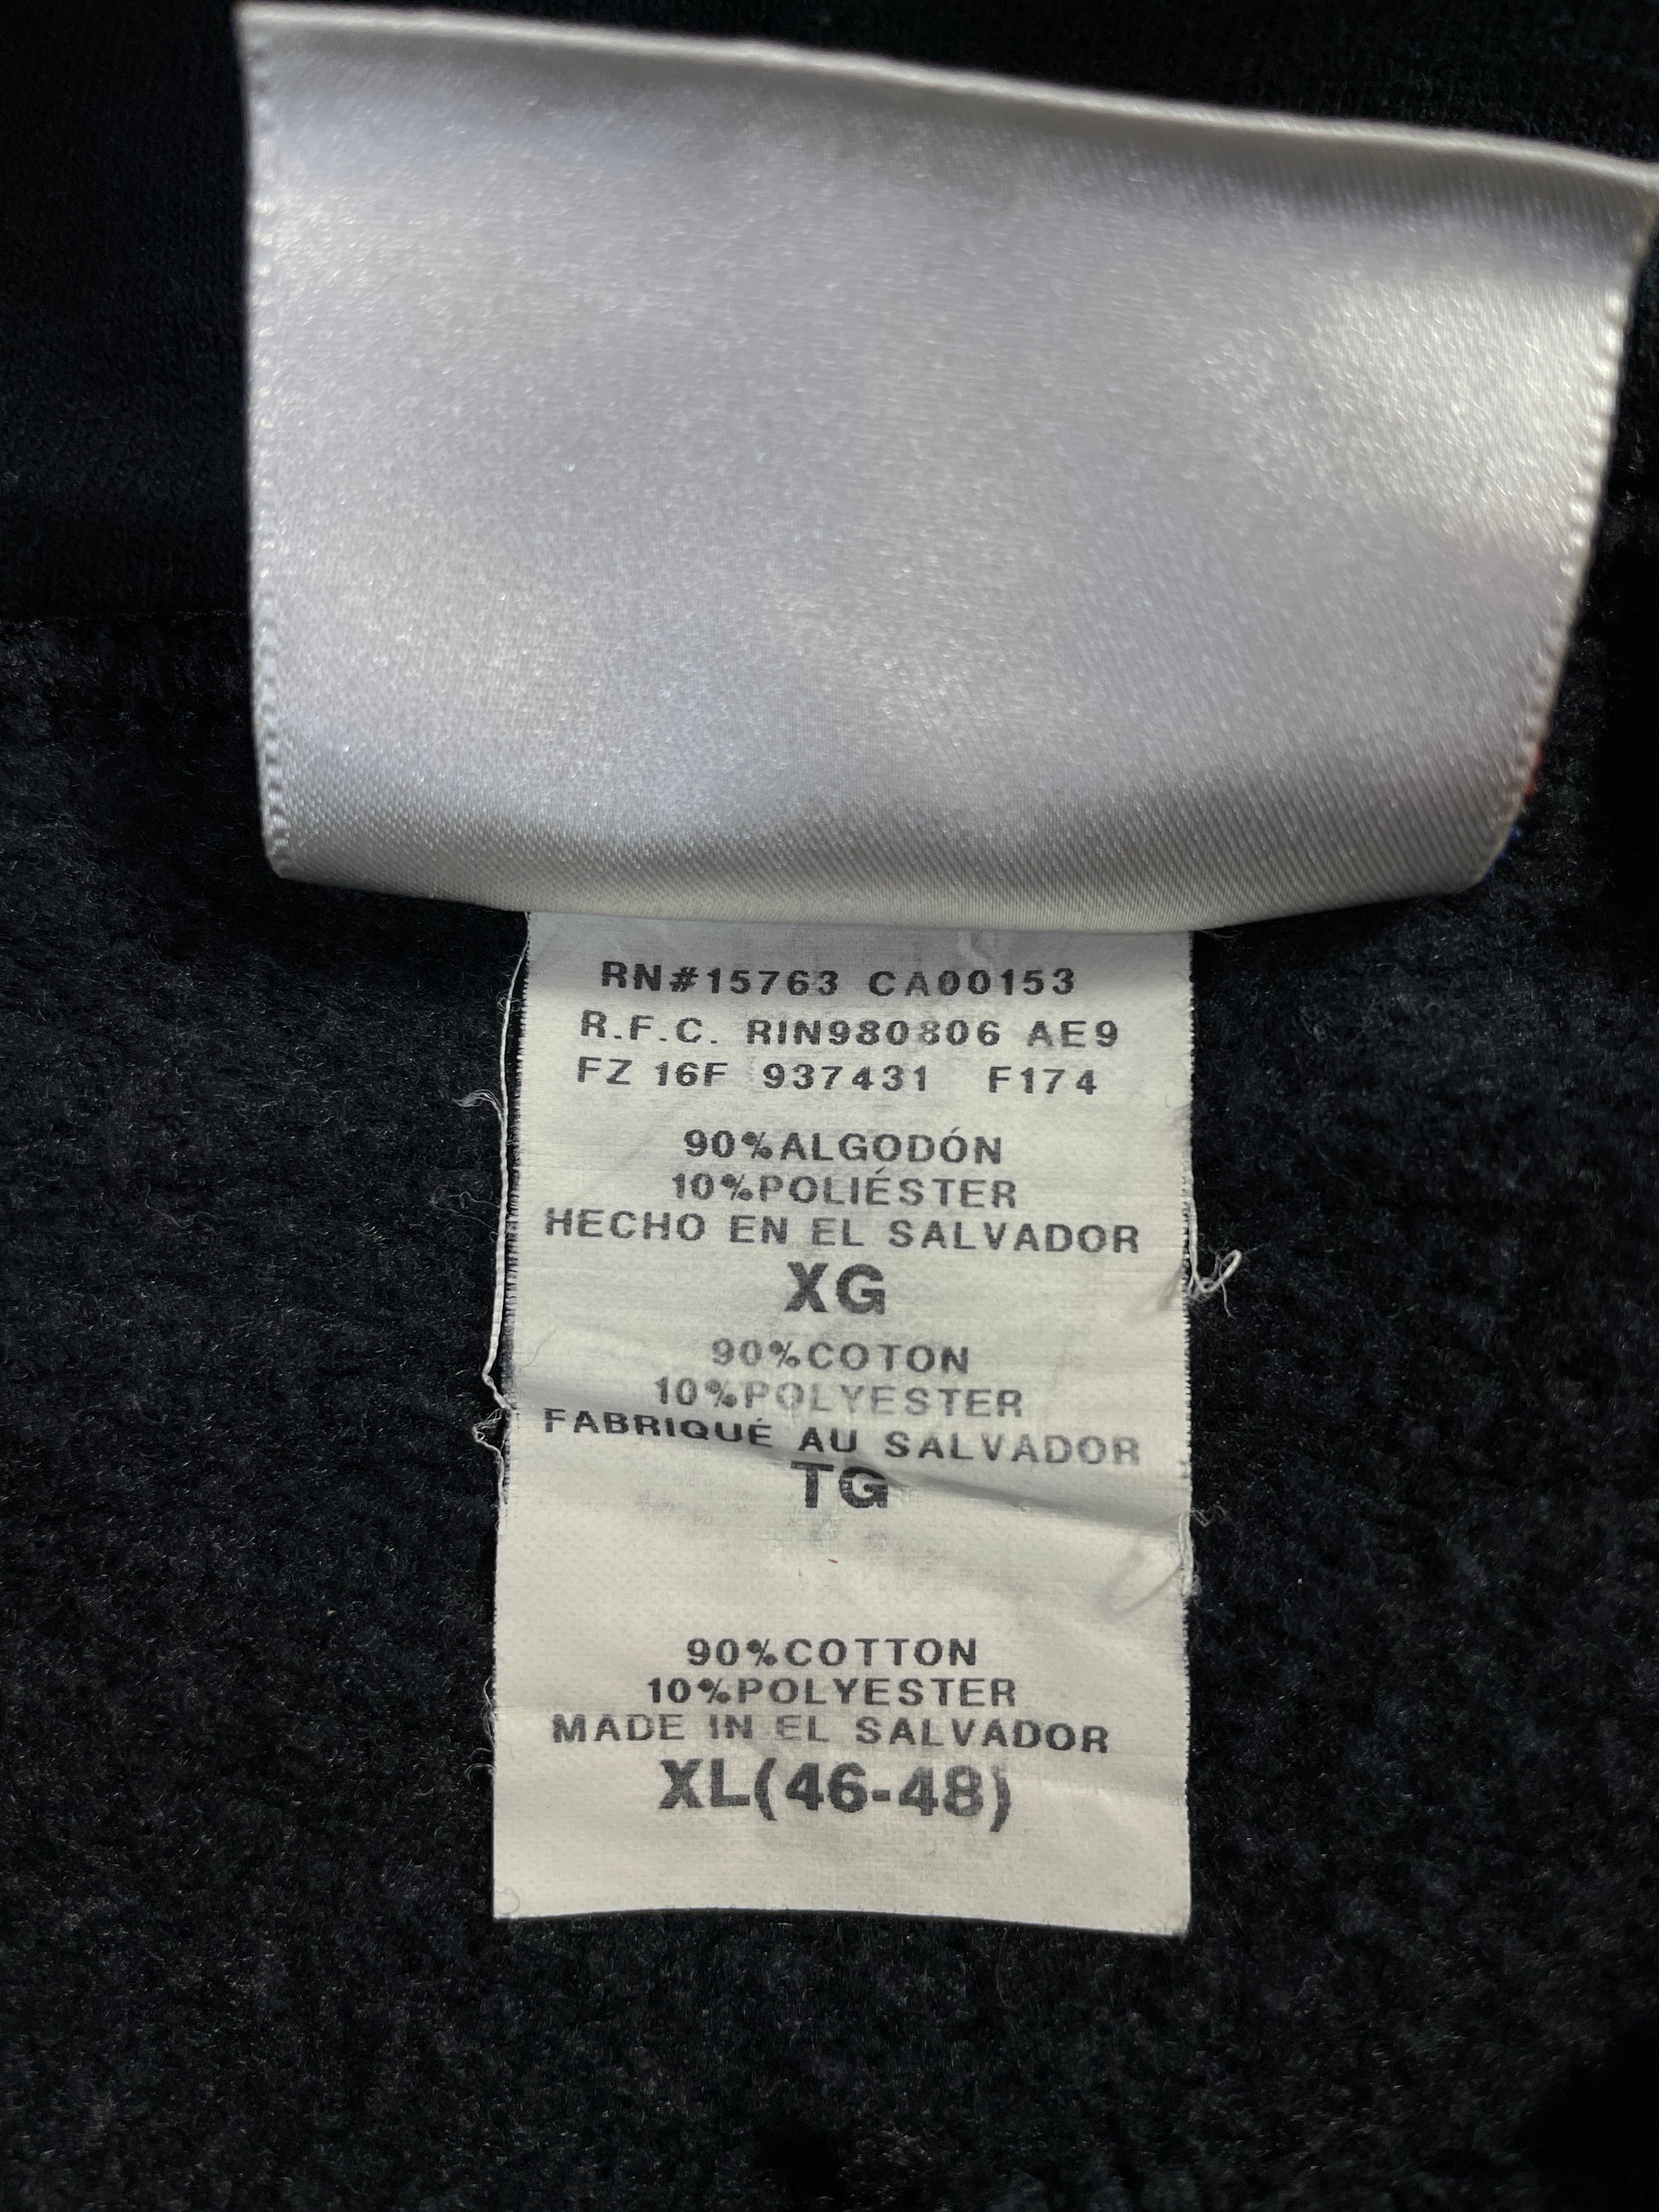 RN#15763 CA00153
R.F.C. RIN980806 AE9
FZ 16F 937431 F174
90%ALGODÓN
10%POLIÉSTER
HECHO EN EL SALVADOR
XG
90%COTON
10%POLYESTER
FABRIQUÉ AU SALVADOR
TG
90%COTTON
10%POLYESTER
MADE IN EL SALVADOR
XL(46-48)